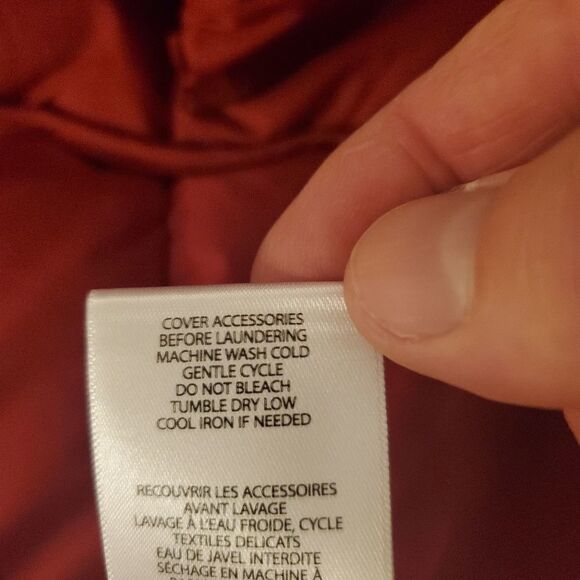 COVER ACCESSORIES
BEFORE LAUNDERING
MACHINE WASH COLD
GENTLE CYCLE
DO NOT BLEACH
TUMBLE DRY LOW
COOL IRON IF NEEDED
RECOUVRIR LES ACCESSOIRES
AVANT LAVAGE
LAVAGE À L'EAU FROIDE, CYCLE
TEXTILES DELICATS
EAU DE JAVEL INTERDITE
SÉCHAGE EN MACHINE À